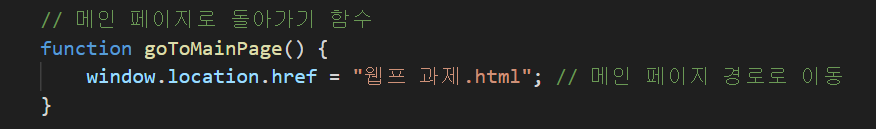 // 메인 페이지로 돌아가기 함수
function goToMainPage() {
window.location.href = "웹프 과제.html"; // 메인 페이지 경로로 이동
}